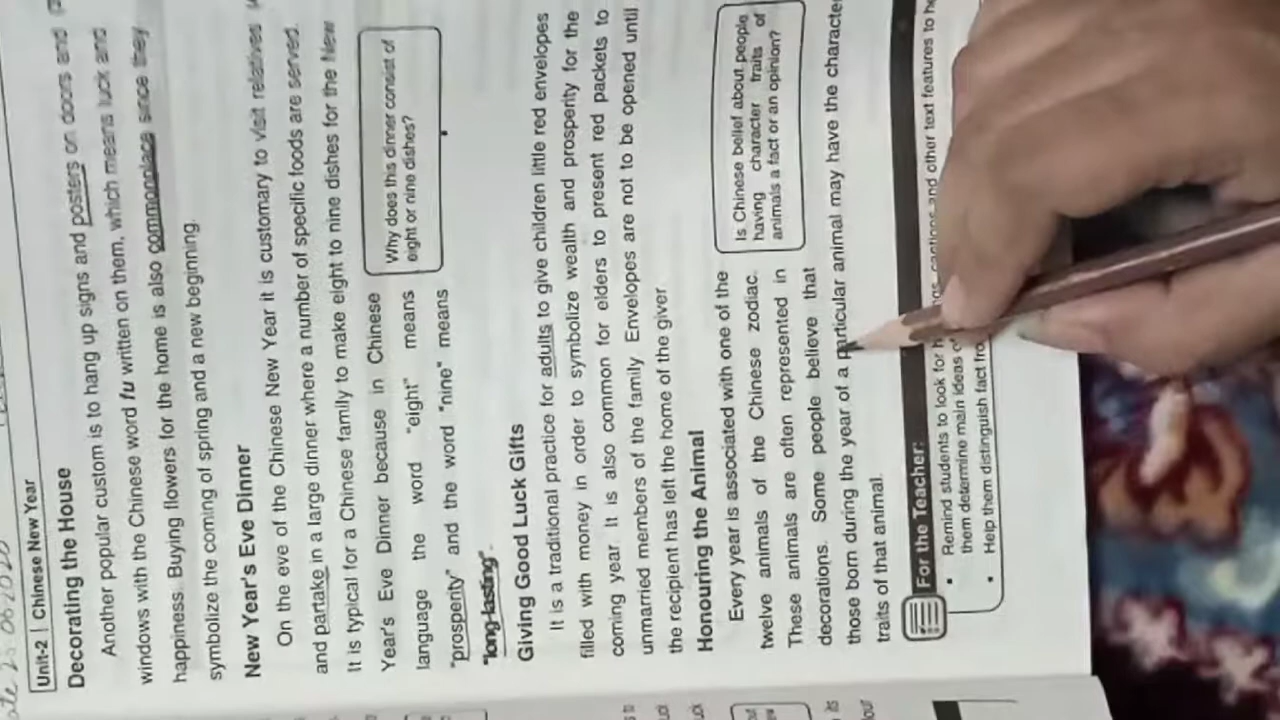 Unit-2 | Chinese New Year
Decorating the House
Another popular custom is to hang up signs and posters on doors and
windows with the Chinese word fu written on them, which means luck and
happiness. Buying flowers for the home is also commonplace since they
symbolize the coming of spring and a new beginning.
New Year's Eve Dinner
On the eve of the Chinese New Year it is customary to visit relatives
and partake in a large dinner where a number of specific foods are served.
It is typical for a Chinese family to make eight to nine dishes for the New
Year's Eve Dinner because in Chinese
language the word "eight" means
"prosperity" and the word "nine" means
"long-lasting".
Why does this dinner consist of
eight or nine dishes?
Giving Good Luck Gifts
It is a traditional practice for adults to give children little red envelopes
filled with money in order to symbolize wealth and prosperity for the
coming year. It is also common for elders to present red packets to
unmarried members of the family. Envelopes are not to be opened until
the recipient has left the home of the giver.
Honouring the Animal
Every year is associated with one of the
twelve animals of the Chinese zodiac.
These animals are often represented in
decorations. Some people believe that
those born during the year of a particular animal may have the character
traits of that animal.
Is Chinese belief about people
having character traits of
animals a fact or an opinion?
For the Teacher:
• Remind students to look for captions and other text features to
them determine main ideas
• Help them distinguish fact